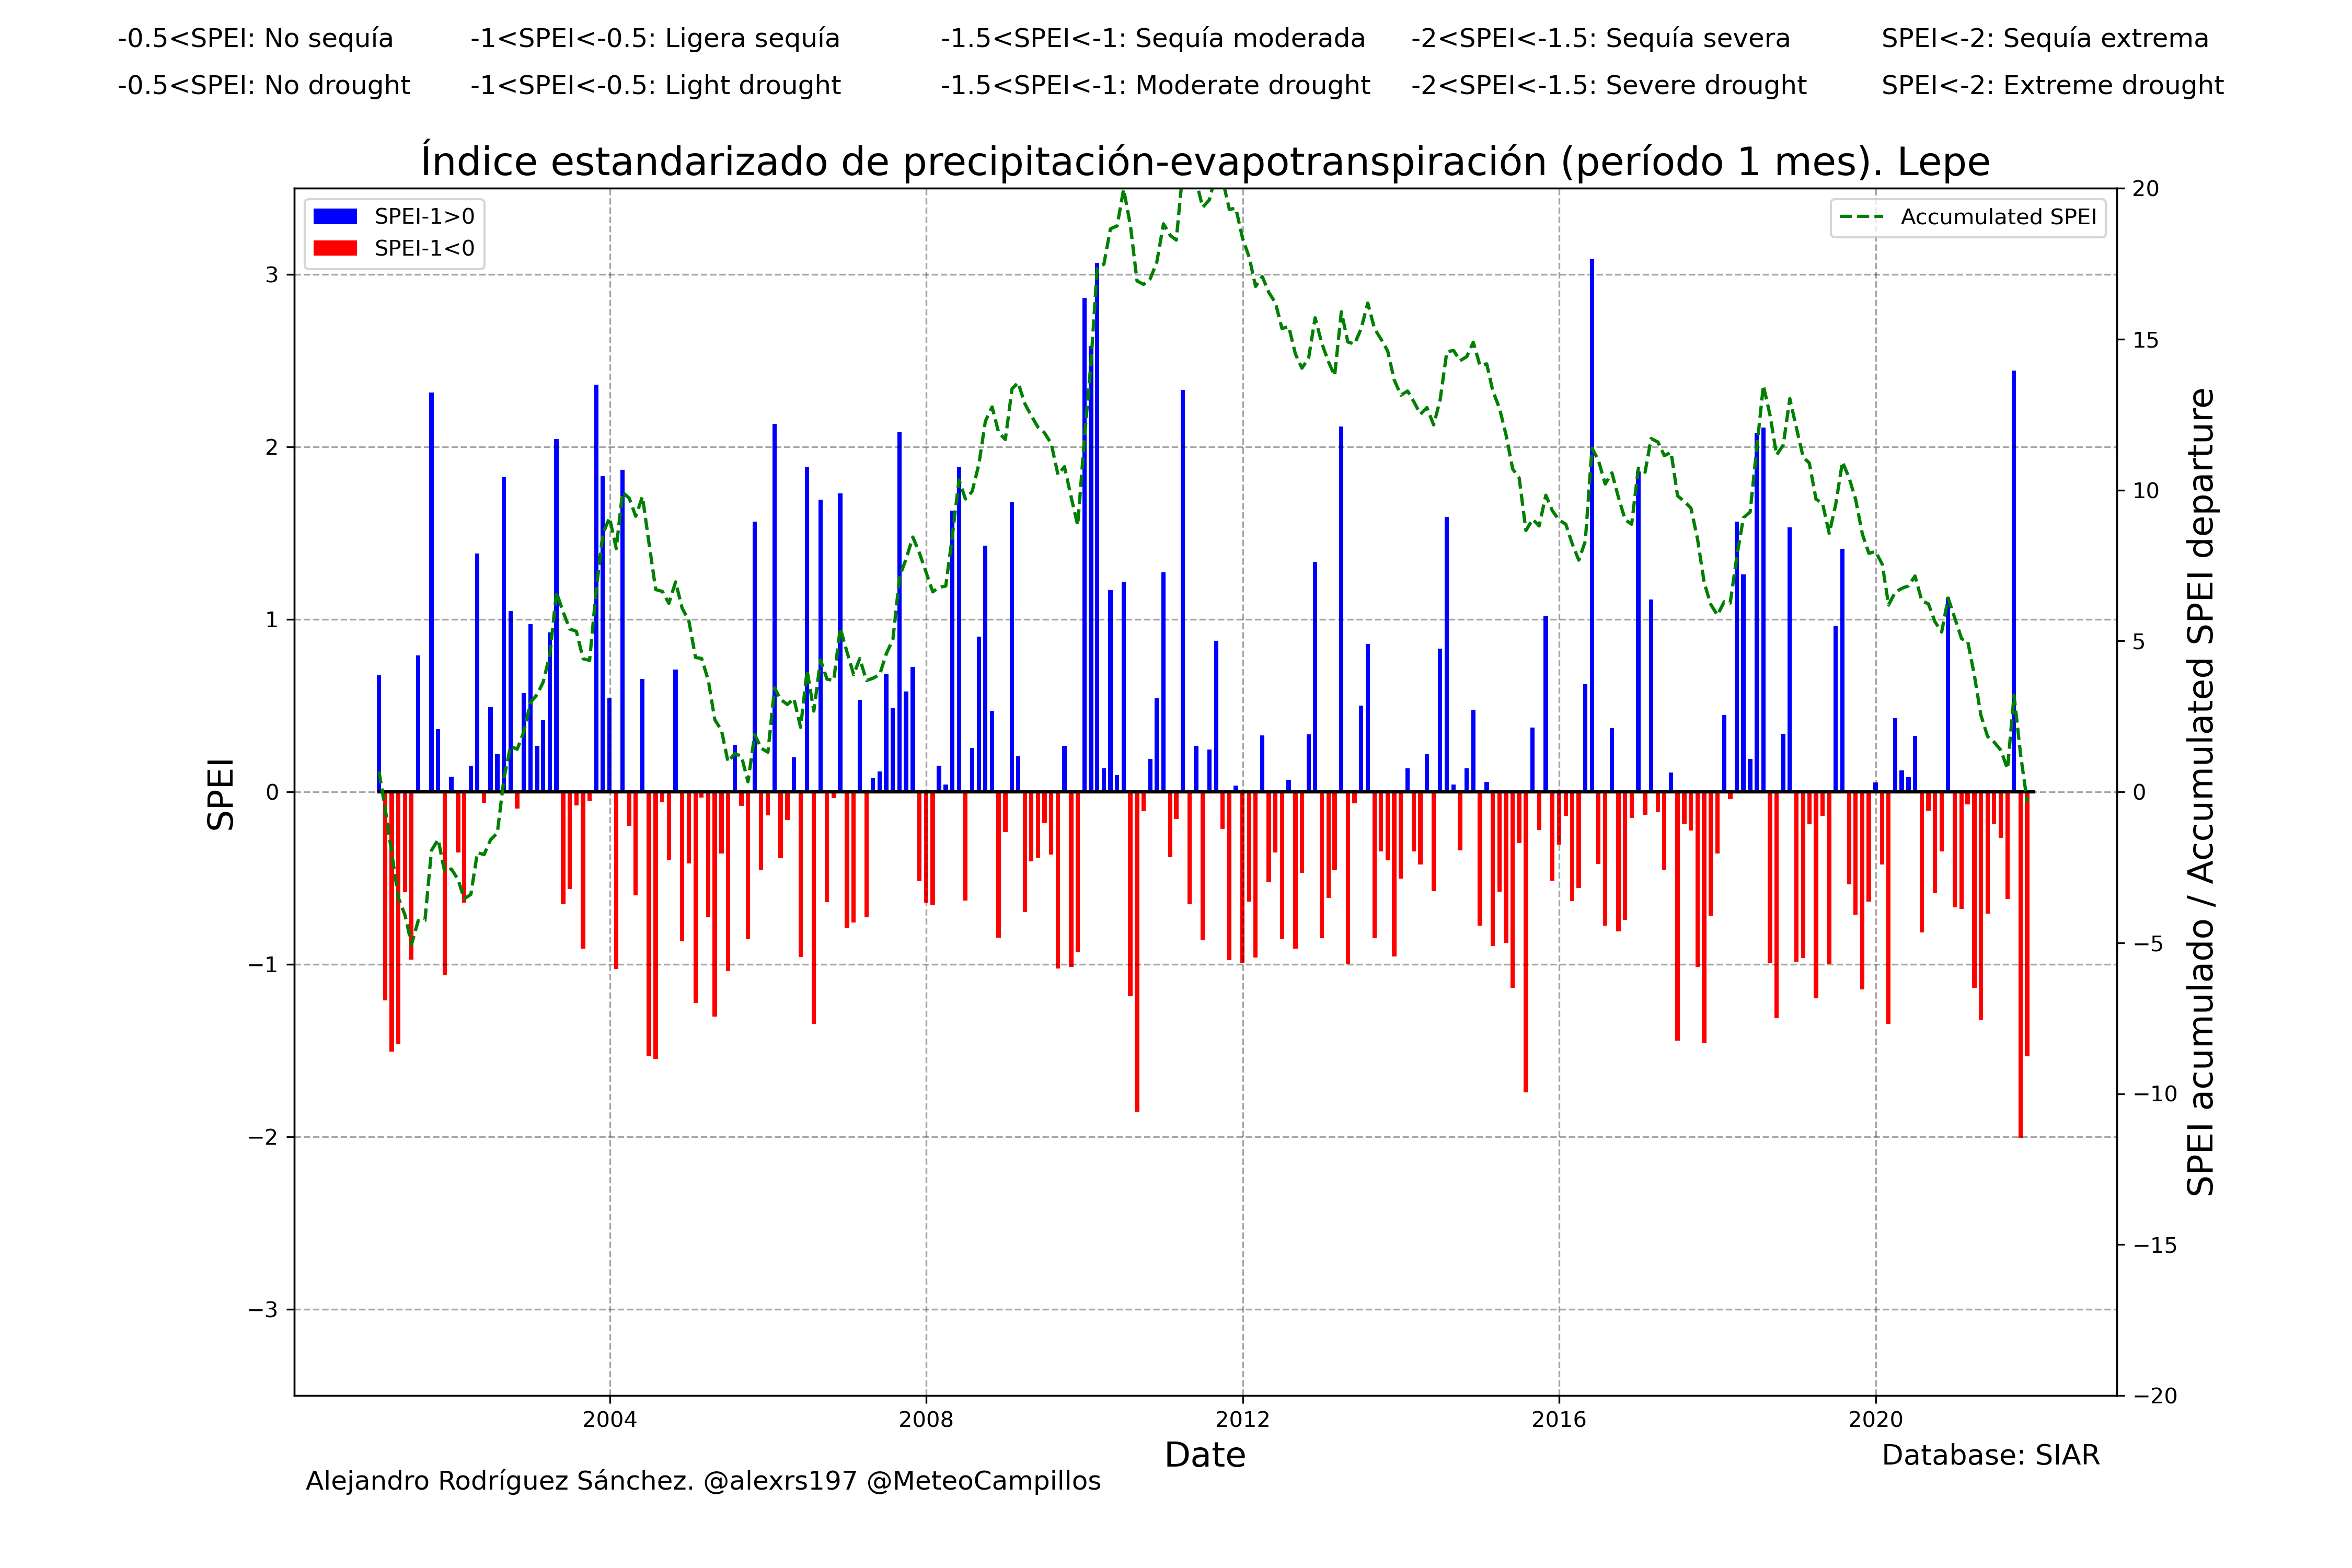 -0.5<SPEI: No sequía -1<SPEI<-0.5: Ligera sequía -1.5<SPEI<-1: Sequía moderada -2<SPEI<-1.5: Sequía severa SPEI<-2: Sequía extrema
-0.5<SPEI: No drought -1<SPEI<-0.5: Light drought -1.5<SPEI<-1: Moderate drought -2<SPEI<-1.5: Severe drought SPEI<-2: Extreme drought
Índice estandarizado de precipitación-evapotranspiración (período 1 mes). Lepe
SPEI-1>0
SPEI-1<0
Accumulated SPEI
SPEI
3
2
1
0
−1
−2
−3
20
15
10
5
0
−5
−10
−15
−20
SPEI acumulado / Accumulated SPEI departure
2004 2008 2012 2016 2020
Date
Database: SIAR
Alejandro Rodríguez Sánchez. @alexrs197 @MeteoCampillos